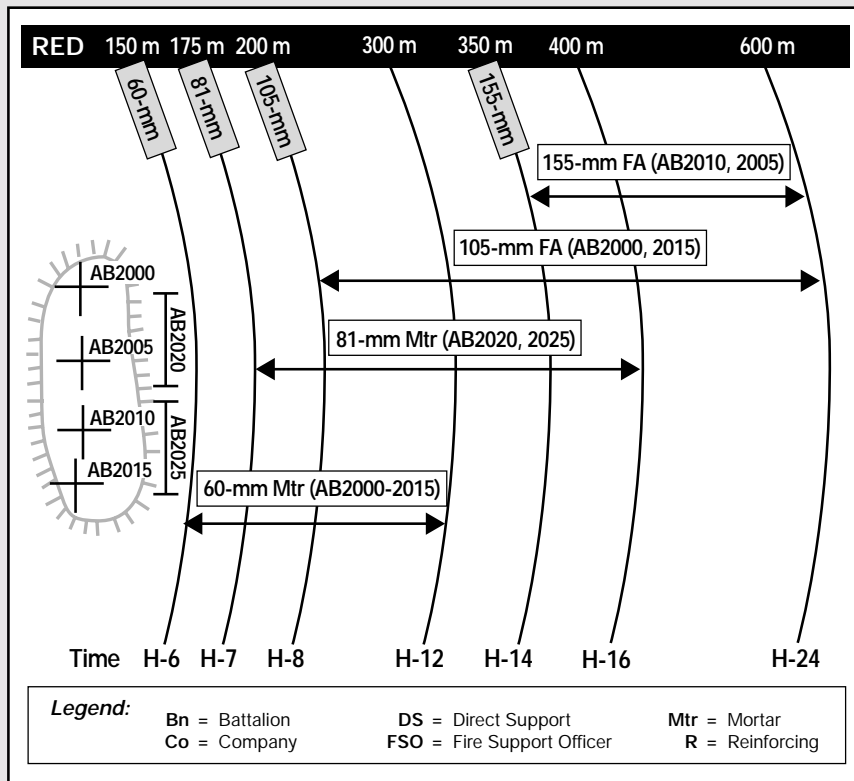 RED 150 m 175 m 200 m 300 m 350 m 400 m 600 m
60-mm
81-mm
105-mm
155-mm
155-mm FA (AB2010, 2005)
105-mm FA (AB2000, 2015)
81-mm Mtr (AB2020, 2025)
60-mm Mtr (AB2000-2015)
AB2000
AB2005
AB2010
AB2015
AB2020
AB2025
Time H-6 H-7 H-8 H-12 H-14 H-16 H-24
Legend:
Bn = Battalion DS = Direct Support Mtr = Mortar
Co = Company FSO = Fire Support Officer R = Reinforcing